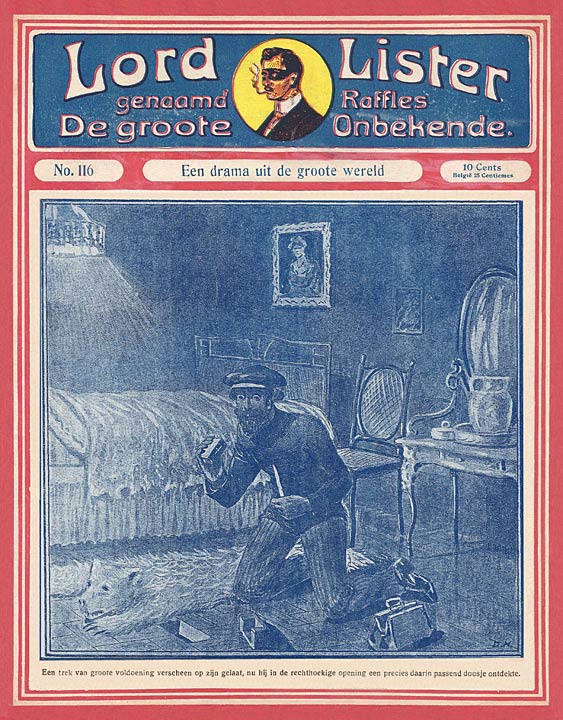 Lord Lister
genaamd Raffles
De groote Onbekende.
No. 116
Een drama uit de groote wereld
10 Cents
België 25 Centiemes
D.H.
Een trek van groote voldoening verscheen op zijn gelaat, nu hij in de rechthoekige opening een precies daarin passend doosje ontdekte.